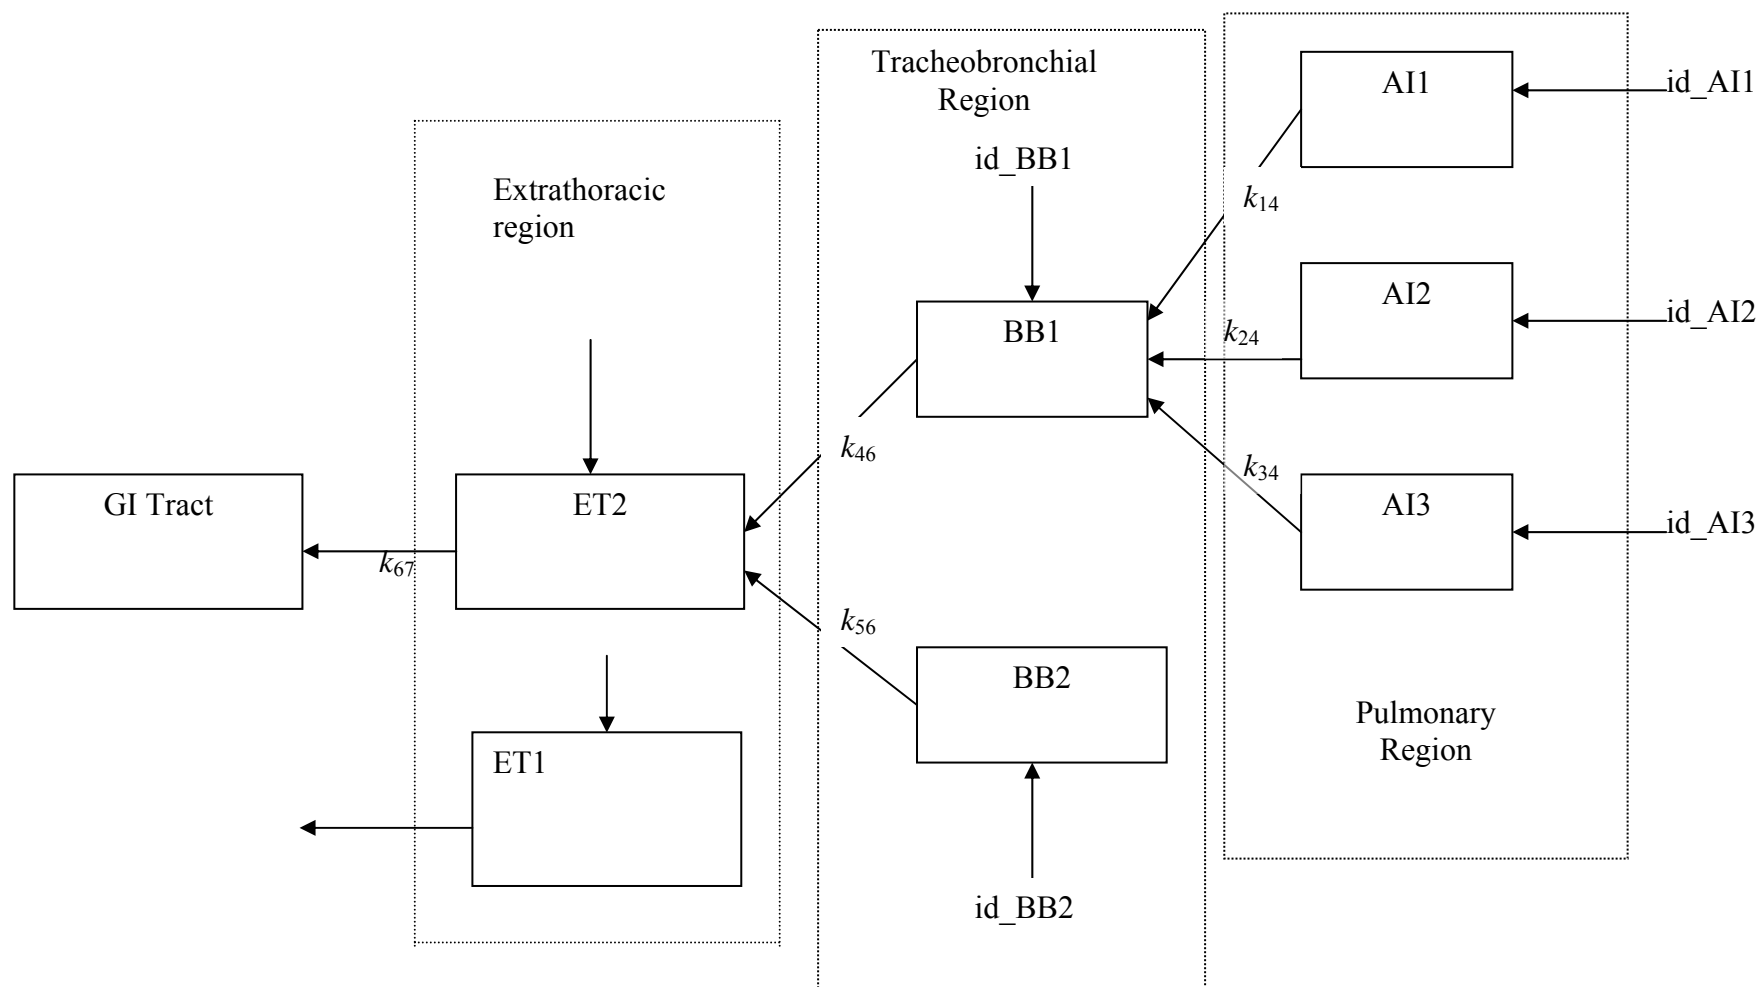 Extrathoracic
region
GI Tract
k67
ET2
ET1
Tracheobronchial
Region
id_BB1
BB1
k46
k56
BB2
id_BB2
AI1
id_AI1
k14
AI2
id_AI2
k24
k34
AI3
id_AI3
Pulmonary
Region